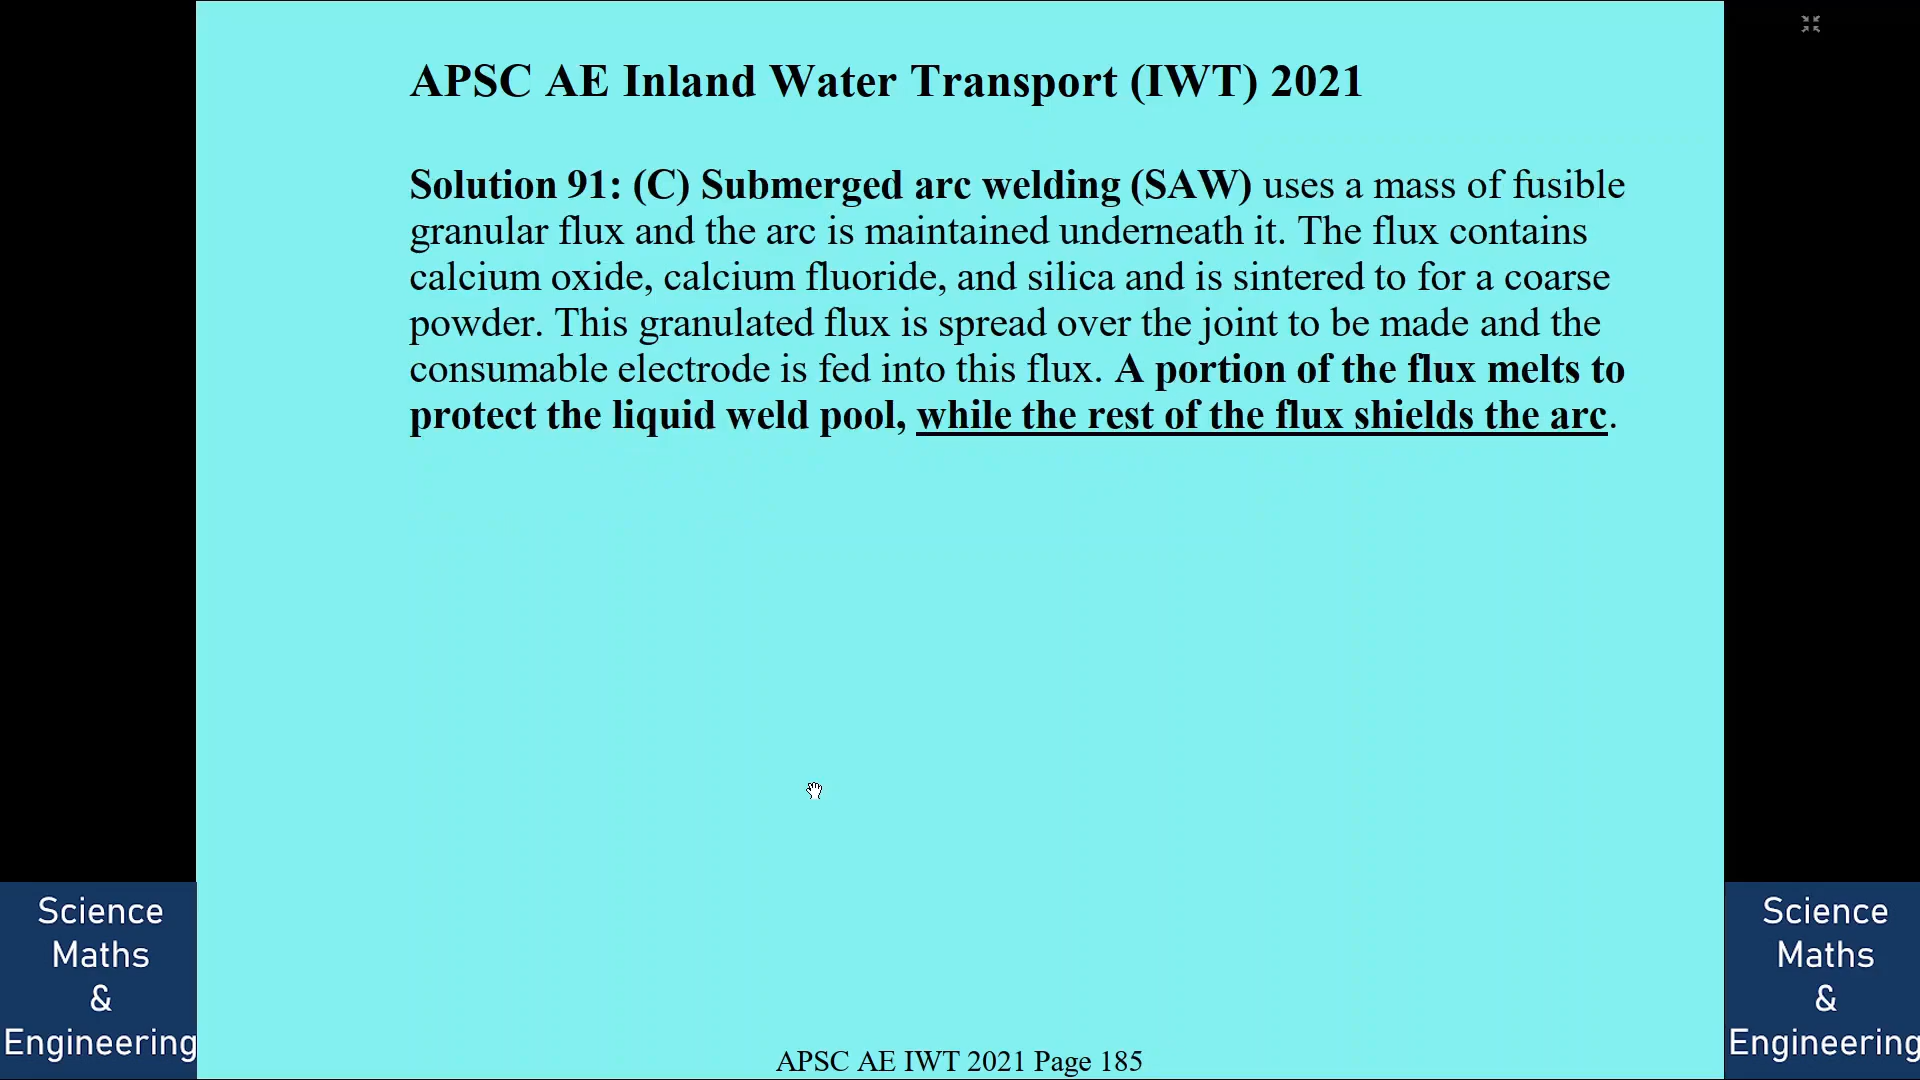 APSC AE Inland Water Transport (IWT) 2021
Solution 91: (C) Submerged arc welding (SAW) uses a mass of fusible
granular flux and the arc is maintained underneath it. The flux contains
calcium oxide, calcium fluoride, and silica and is sintered to for a coarse
powder. This granulated flux is spread over the joint to be made and the
consumable electrode is fed into this flux. A portion of the flux melts to
protect the liquid weld pool, while the rest of the flux shields the arc.
Science
Maths
&
Engineering
Science
Maths
&
Engineering
APSC AE IWT 2021 Page 185